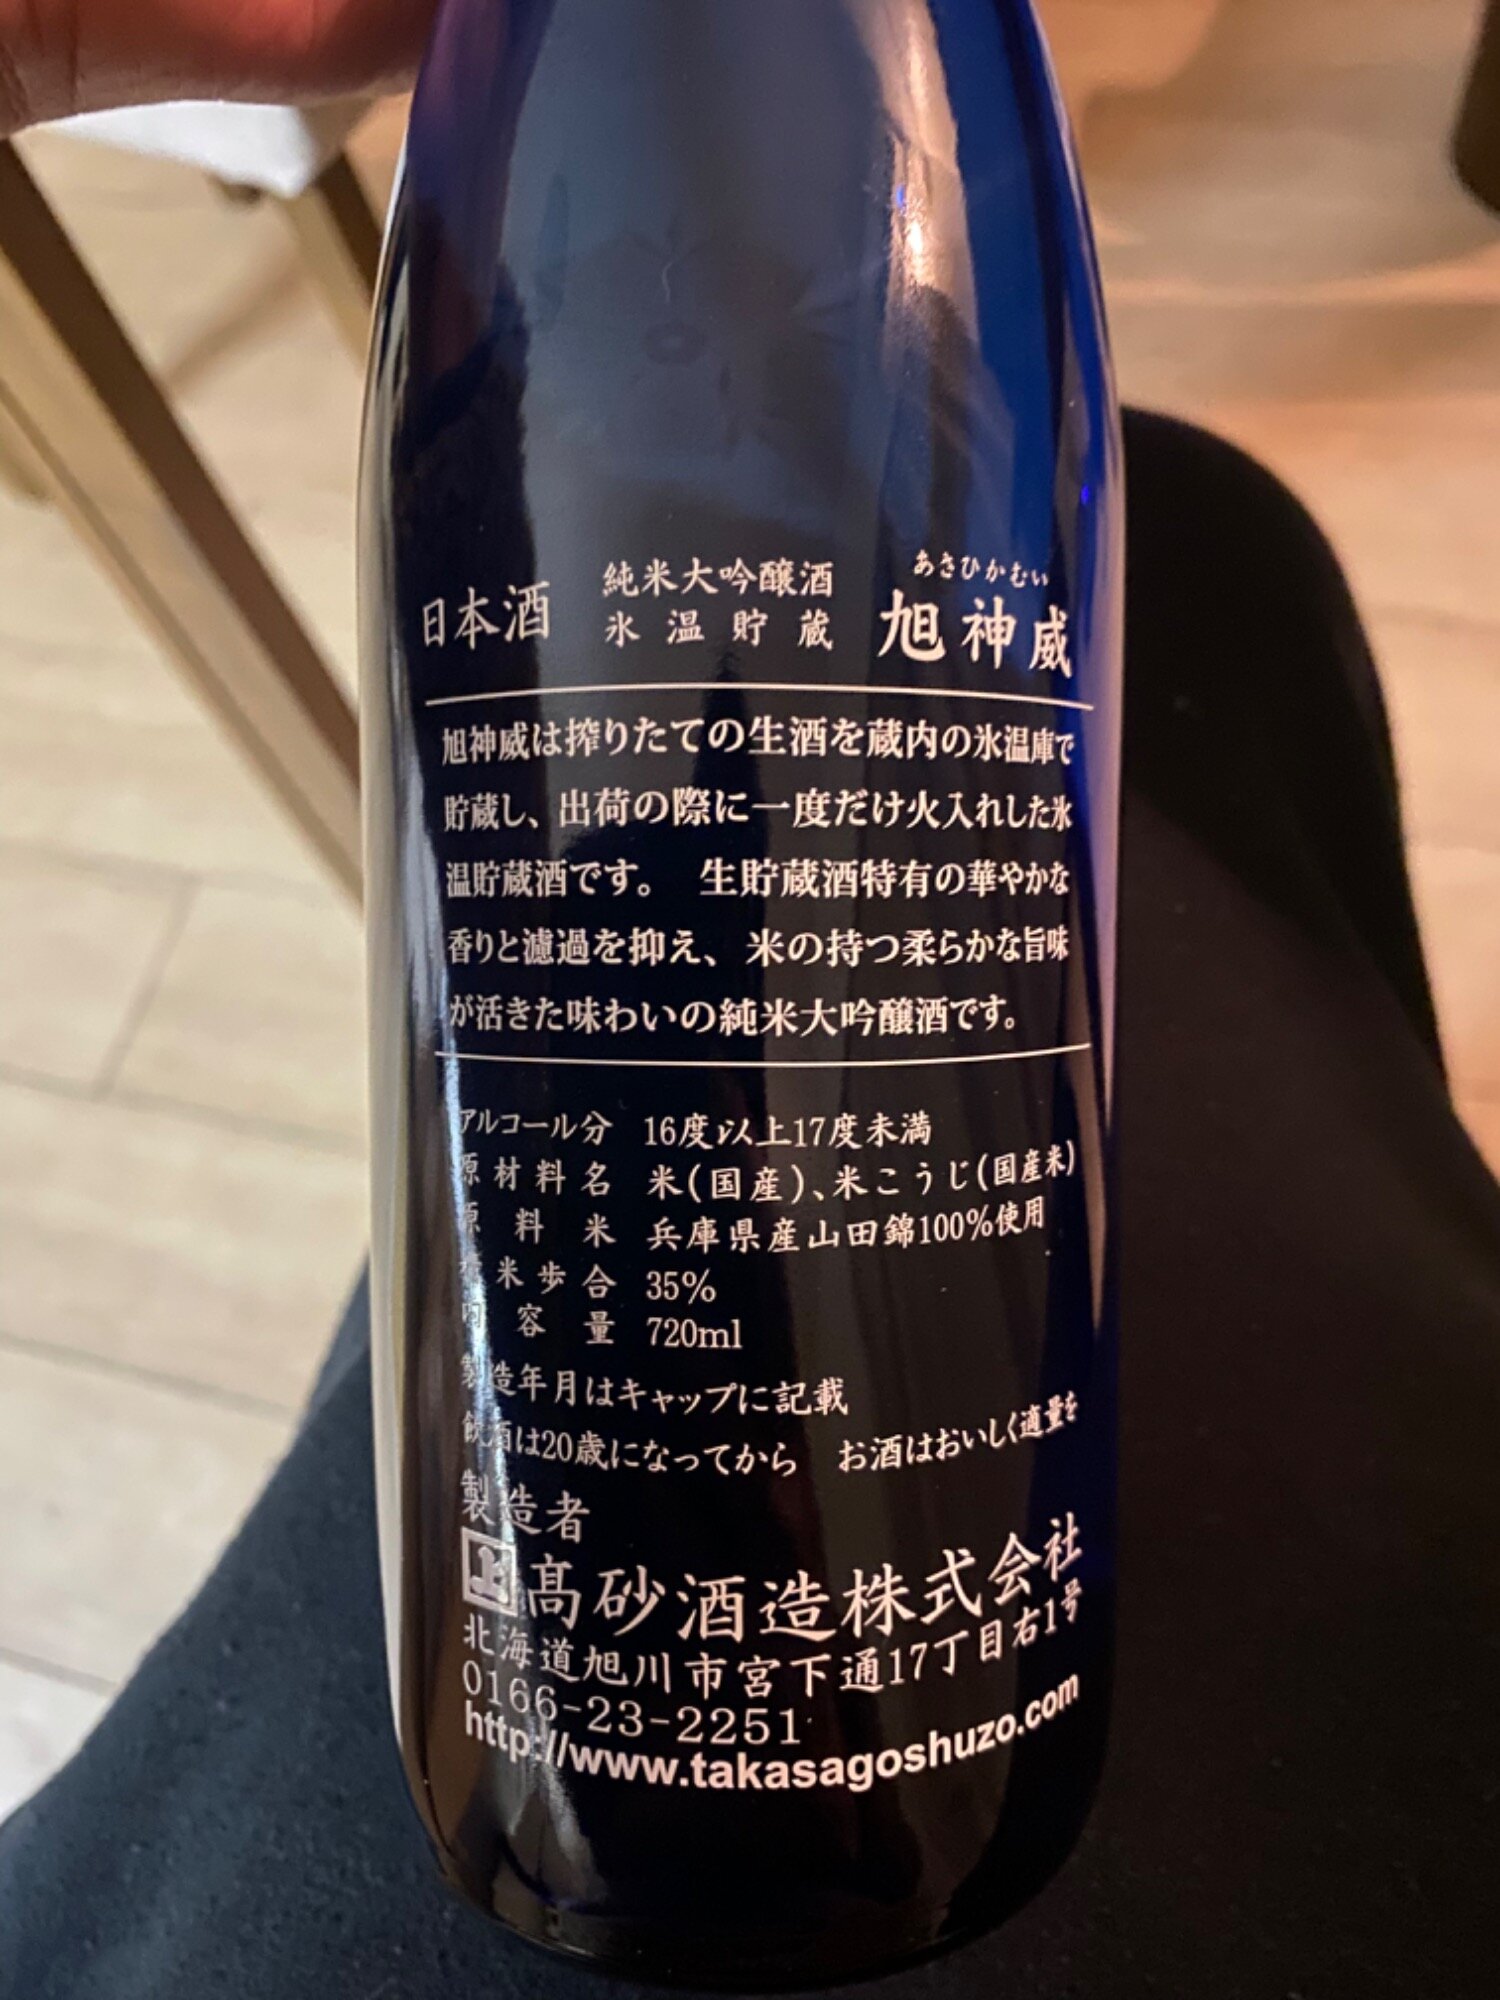 日本酒 純米大吟醸酒 氷温貯蔵 あきひかむい 旭神威
旭神威は搾りたての生酒を蔵内の氷温庫で
貯蔵し、出荷の際に一度だけ火入れした氷
温貯蔵酒です。 生貯蔵酒特有の華やかな
香りと濾過を抑え、米の持つ柔らかな旨味
が活きた味わいの純米大吟醸酒です。
アルコール分 16度以上17度未満
原材料名 米(国産)、米こうじ(国産米)
原料米 兵庫県産山田錦100%使用
精米歩合 35%
内容量 720ml
製造年月はキャップに記載
飲酒は20歳になってから お酒はおいしく適量を
製造者
上 髙砂酒造株式会社
北海道旭川市宮下通17丁目右1号
0166-23-2251
http://www.takasagoshuzo.com